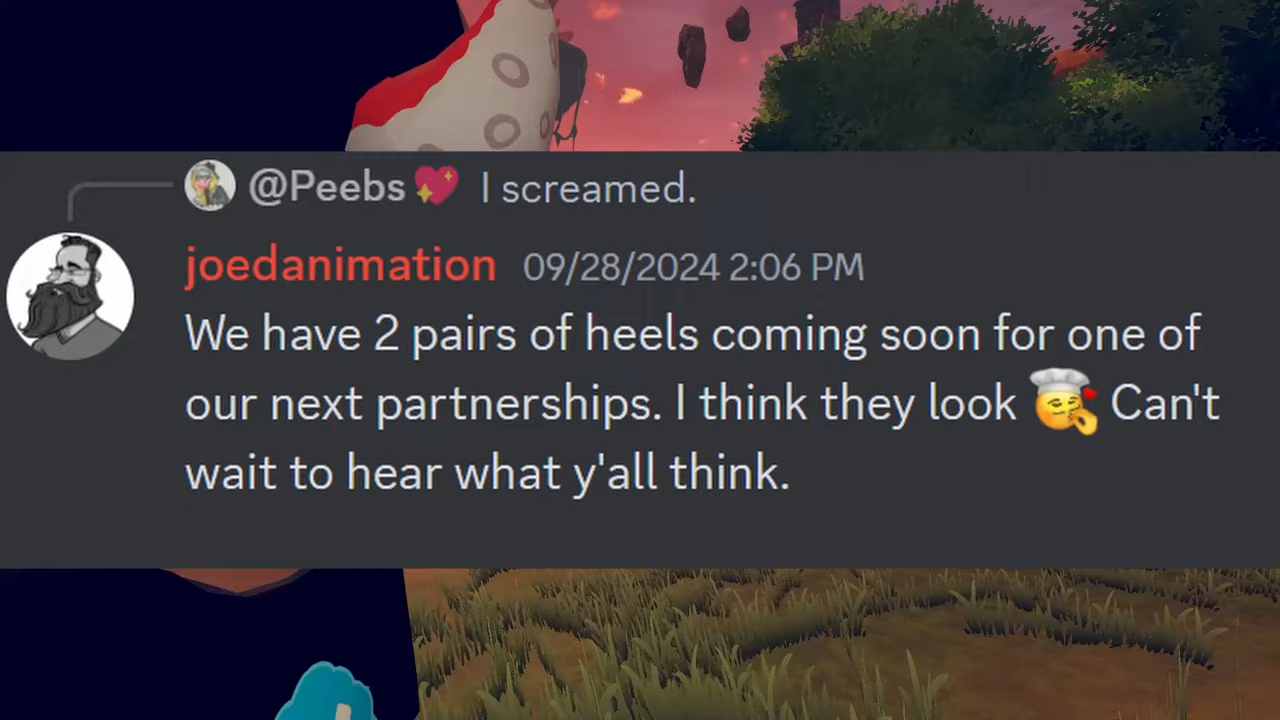 @Peebs💖 I screamed.
joedanimation 09/28/2024 2:06 PM
We have 2 pairs of heels coming soon for one of
our next partnerships. I think they look Can't
wait to hear what y'all think.